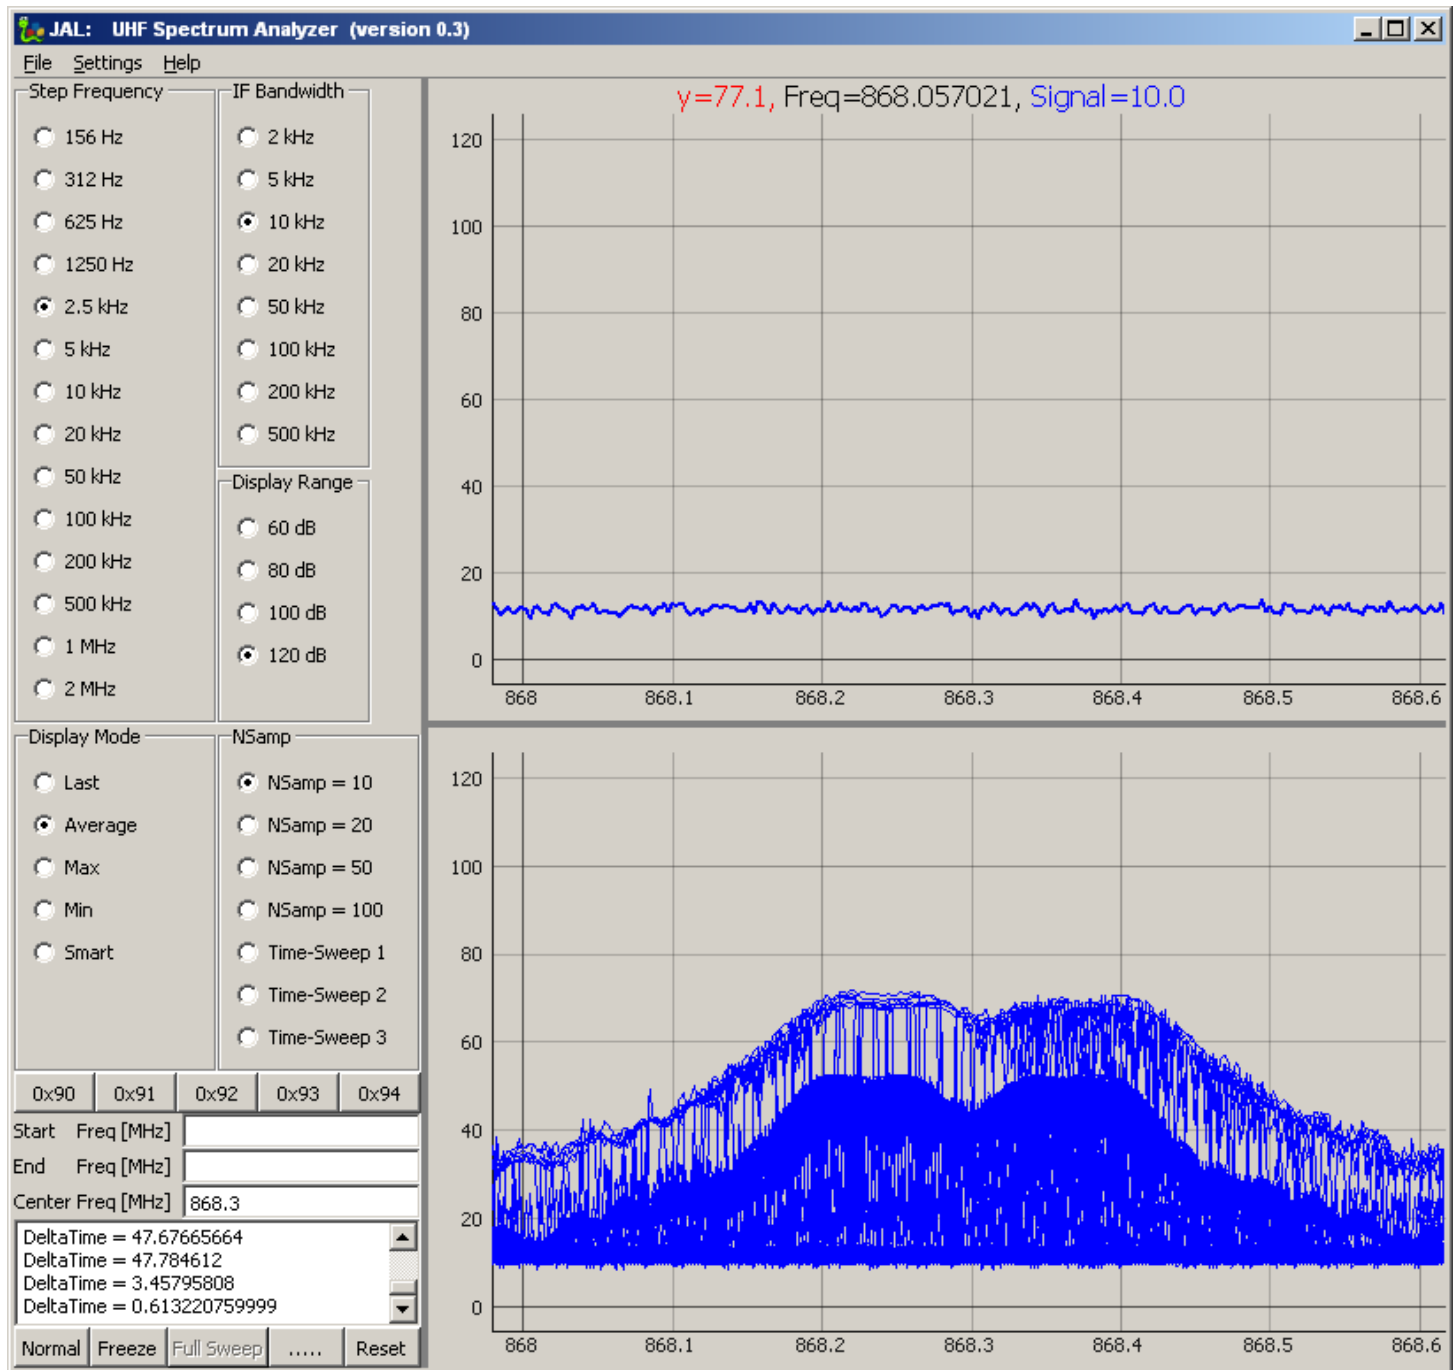 JAL: UHF Spectrum Analyzer (version 0.3)
File Settings Help
Step Frequency
156 Hz
312 Hz
625 Hz
1250 Hz
2.5 kHz
5 kHz
10 kHz
20 kHz
50 kHz
100 kHz
200 kHz
500 kHz
1 MHz
2 MHz
IF Bandwidth
2 kHz
5 kHz
10 kHz
20 kHz
50 kHz
100 kHz
200 kHz
500 kHz
Display Range
60 dB
80 dB
100 dB
120 dB
Display Mode
Last
Average
Max
Min
Smart
NSamp
NSamp = 10
NSamp = 20
NSamp = 50
NSamp = 100
Time-Sweep 1
Time-Sweep 2
Time-Sweep 3
0x90 0x91 0x92 0x93 0x94
Start Freq [MHz]
End Freq [MHz]
Center Freq [MHz] 868.3
DeltaTime = 47.67665664
DeltaTime = 47.784612
DeltaTime = 3.45795808
DeltaTime = 0.613220759999
Normal Freeze Full Sweep ..... Reset
y=77.1, Freq=868.057021, Signal=10.0
120
100
80
60
40
20
0
868 868.1 868.2 868.3 868.4 868.5 868.6
120
100
80
60
40
20
0
868 868.1 868.2 868.3 868.4 868.5 868.6